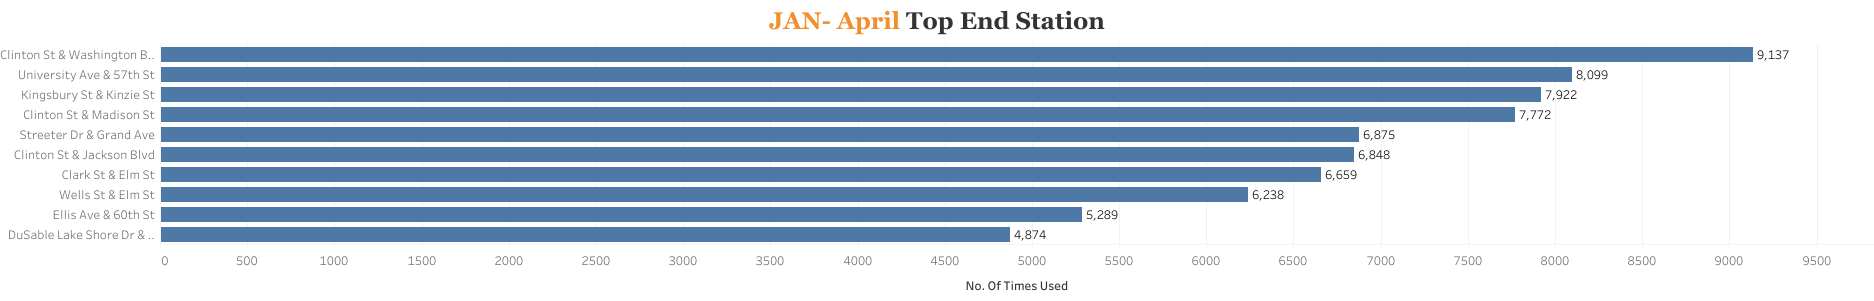 JAN- April Top End Station
Clinton St & Washington B.. 9,137
University Ave & 57th St 8,099
Kingsbury St & Kinzie St 7,922
Clinton St & Madison St 7,772
Streeter Dr & Grand Ave 6,875
Clinton St & Jackson Blvd 6,848
Clark St & Elm St 6,659
Wells St & Elm St 6,238
Ellis Ave & 60th St 5,289
DuSable Lake Shore Dr & .. 4,874
0 500 1000 1500 2000 2500 3000 3500 4000 4500 5000 5500 6000 6500 7000 7500 8000 8500 9000 9500
No. Of Times Used